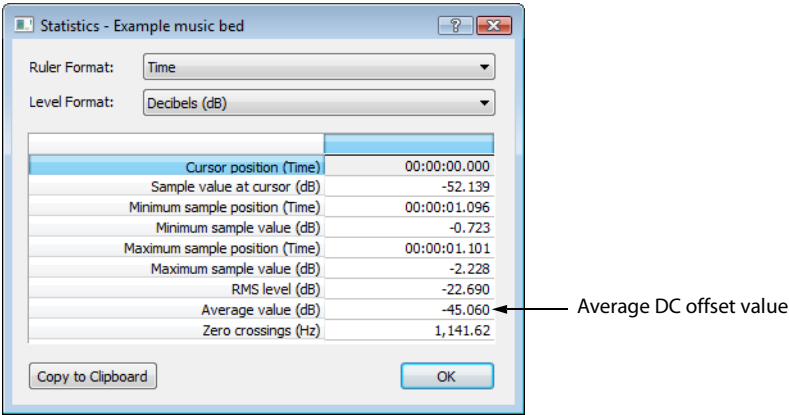 Statistics - Example music bed
Ruler Format: Time
Level Format: Decibels (dB)
Cursor position (Time) 00:00:00.000
Sample value at cursor (dB) -52.139
Minimum sample position (Time) 00:00:01.096
Minimum sample value (dB) -0.723
Maximum sample position (Time) 00:00:01.101
Maximum sample value (dB) -2.228
RMS level (dB) -22.690
Average value (dB) -45.060 Average DC offset value
Zero crossings (Hz) 1,141.62
Copy to Clipboard OK